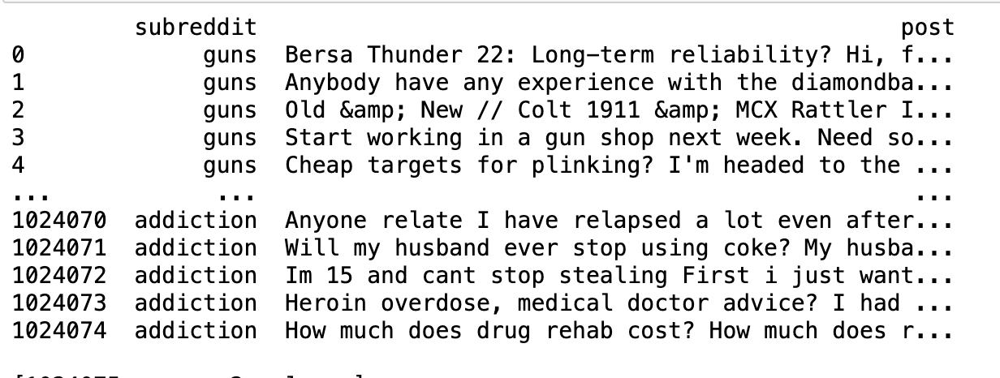 subreddit post
0 guns Bersa Thunder 22: Long-term reliability? Hi, f...
1 guns Anybody have any experience with the diamondba...
2 guns Old &amp; New // Colt 1911 &amp; MCX Rattler I...
3 guns Start working in a gun shop next week. Need so...
4 guns Cheap targets for plinking? I'm headed to the ...
... ... ...
1024070 addiction Anyone relate I have relapsed a lot even after...
1024071 addiction Will my husband ever stop using coke? My husba...
1024072 addiction Im 15 and cant stop stealing First i just want...
1024073 addiction Heroin overdose, medical doctor advice? I had ...
1024074 addiction How much does drug rehab cost? How much does r...